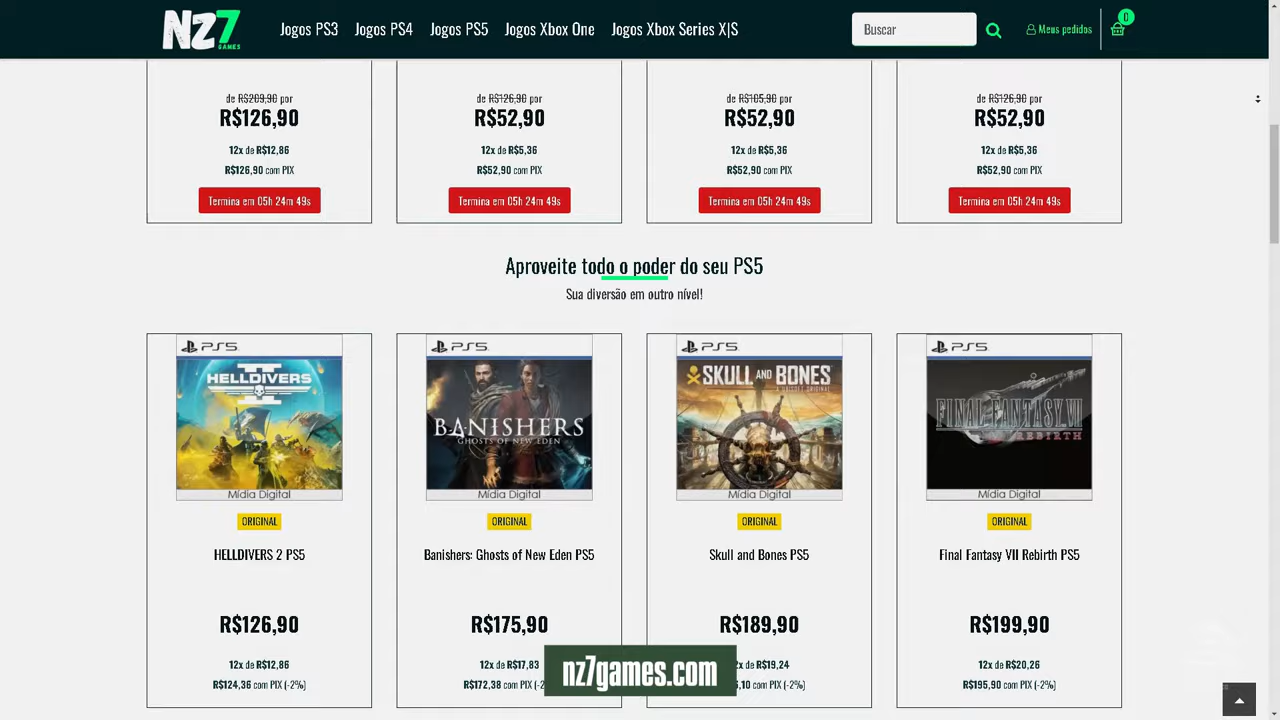 NZ7 GAMES
Jogos PS3 Jogos PS4 Jogos PS5 Jogos Xbox One Jogos Xbox Series X|S
Buscar
Meus pedidos
0
de R$209,90 por
R$126,90
12x de R$12,86
R$126,90 com PIX
Termina em 05h 24m 49s
de R$126,90 por
R$52,90
12x de R$5,36
R$52,90 com PIX
Termina em 05h 24m 49s
de R$105,90 por
R$52,90
12x de R$5,36
R$52,90 com PIX
Termina em 05h 24m 49s
de R$126,90 por
R$52,90
12x de R$5,36
R$52,90 com PIX
Termina em 05h 24m 49s
Aproveite todo o poder do seu PS5
Sua diversão em outro nível!
PS5
HELLDIVERS
II
Mídia Digital
ORIGINAL
HELLDIVERS 2 PS5
R$126,90
12x de R$12,86
R$124,36 com PIX (-2%)
PS5
BANISHERS
GHOSTS OF NEW EDEN
Mídia Digital
ORIGINAL
Banishers: Ghosts of New Eden PS5
R$175,90
12x de R$17,83
R$172,38 com PIX
PS5
SKULL AND BONES
A UBISOFT ORIGINAL
Mídia Digital
ORIGINAL
Skull and Bones PS5
R$189,90
de R$19,24
com PIX (-2%)
PS5
FINAL FANTASY VII
REBIRTH
Mídia Digital
ORIGINAL
Final Fantasy VII Rebirth PS5
R$199,90
12x de R$20,26
R$195,90 com PIX (-2%)
nz7games.com